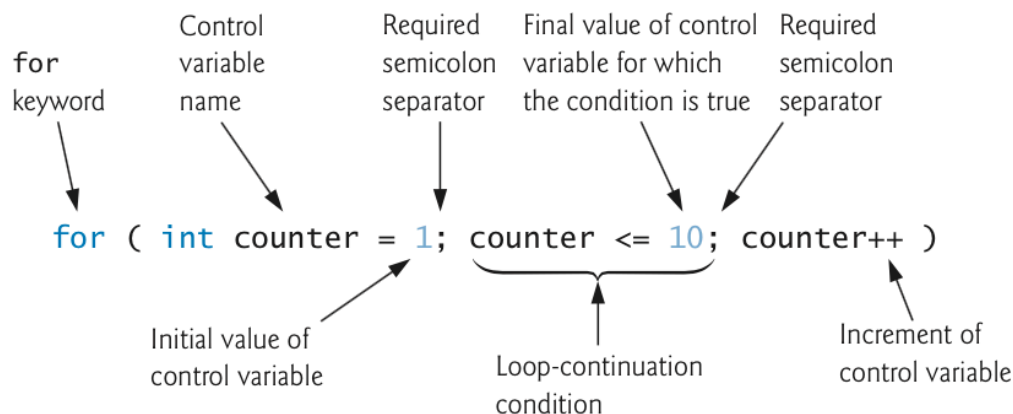 for
keyword
Control
variable
name
Required
semicolon
separator
Final value of control
variable for which
the condition is true
Required
semicolon
separator
for ( int counter = 1; counter <= 10; counter++ )
Initial value of
control variable
Loop-continuation
condition
Increment of
control variable